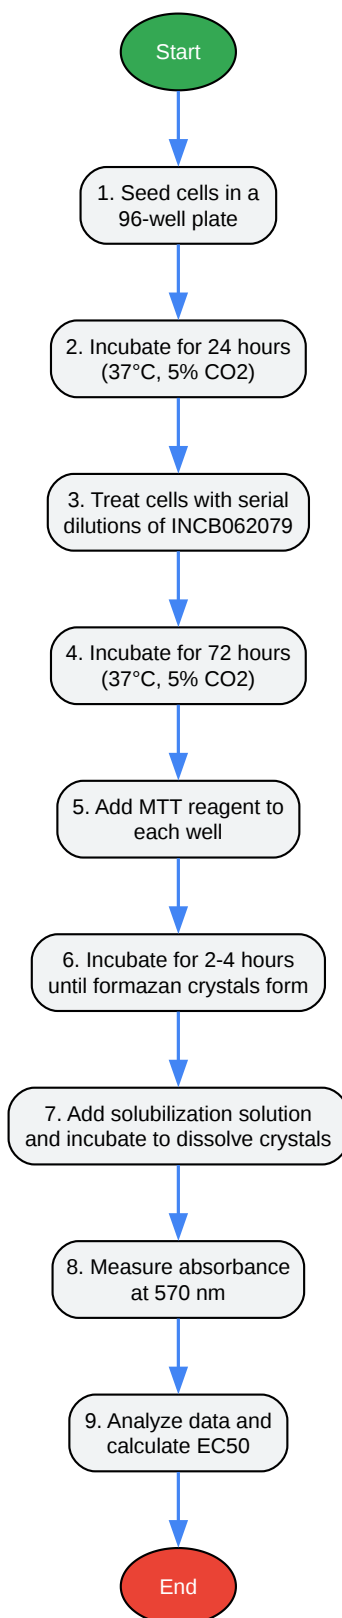 Start
1. Seed cells in a
96-well plate
2. Incubate for 24 hours
(37°C, 5% CO2)
3. Treat cells with serial
dilutions of INCB062079
4. Incubate for 72 hours
(37°C, 5% CO2)
5. Add MTT reagent to
each well
6. Incubate for 2-4 hours
until formazan crystals form
7. Add solubilization solution
and incubate to dissolve crystals
8. Measure absorbance
at 570 nm
9. Analyze data and
calculate EC50
End